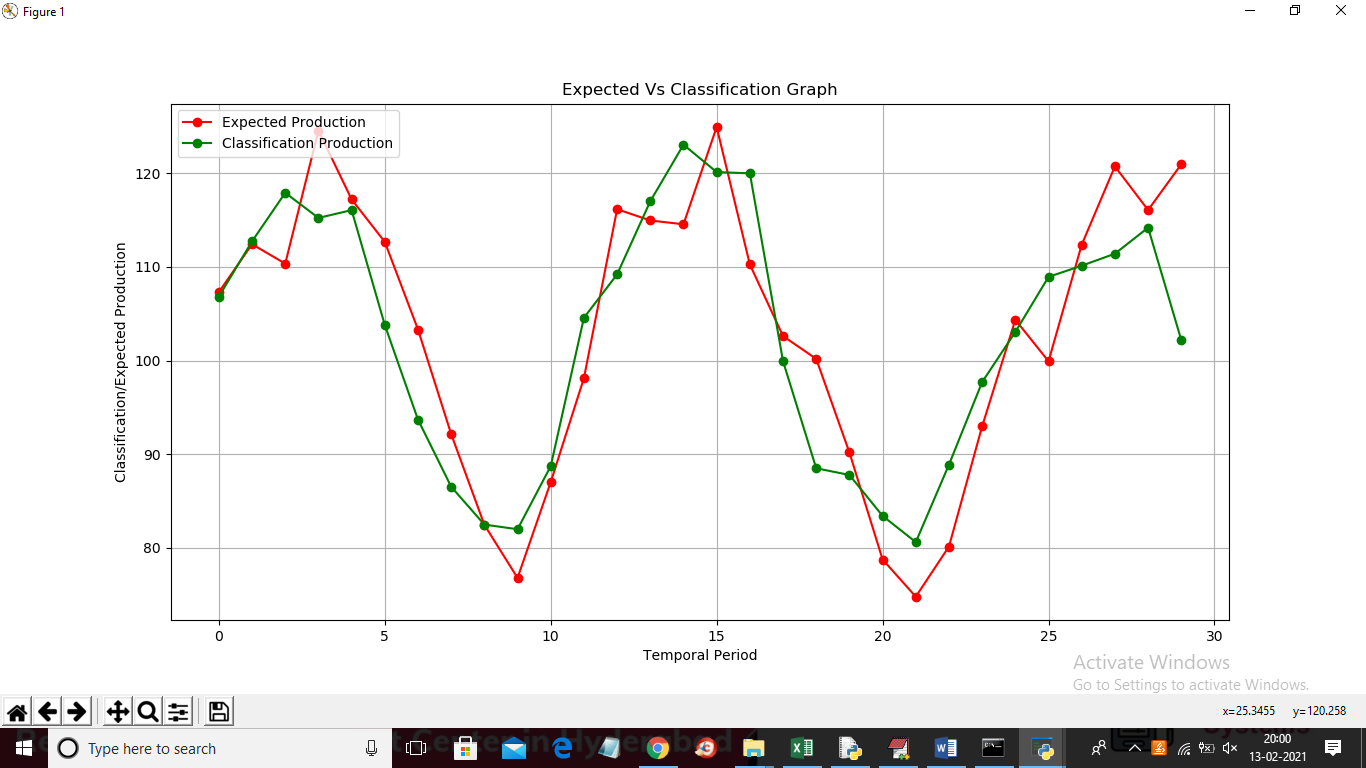 Figure 1
Expected Vs Classification Graph
Expected Production
Classification Production
Classification/Expected Production
120
110
100
90
80
0 5 10 15 20 25 30
Temporal Period
Activate Windows
Go to Settings to activate Windows.
x=25.3455 y=120.258
Type here to search
20:00
13-02-2021